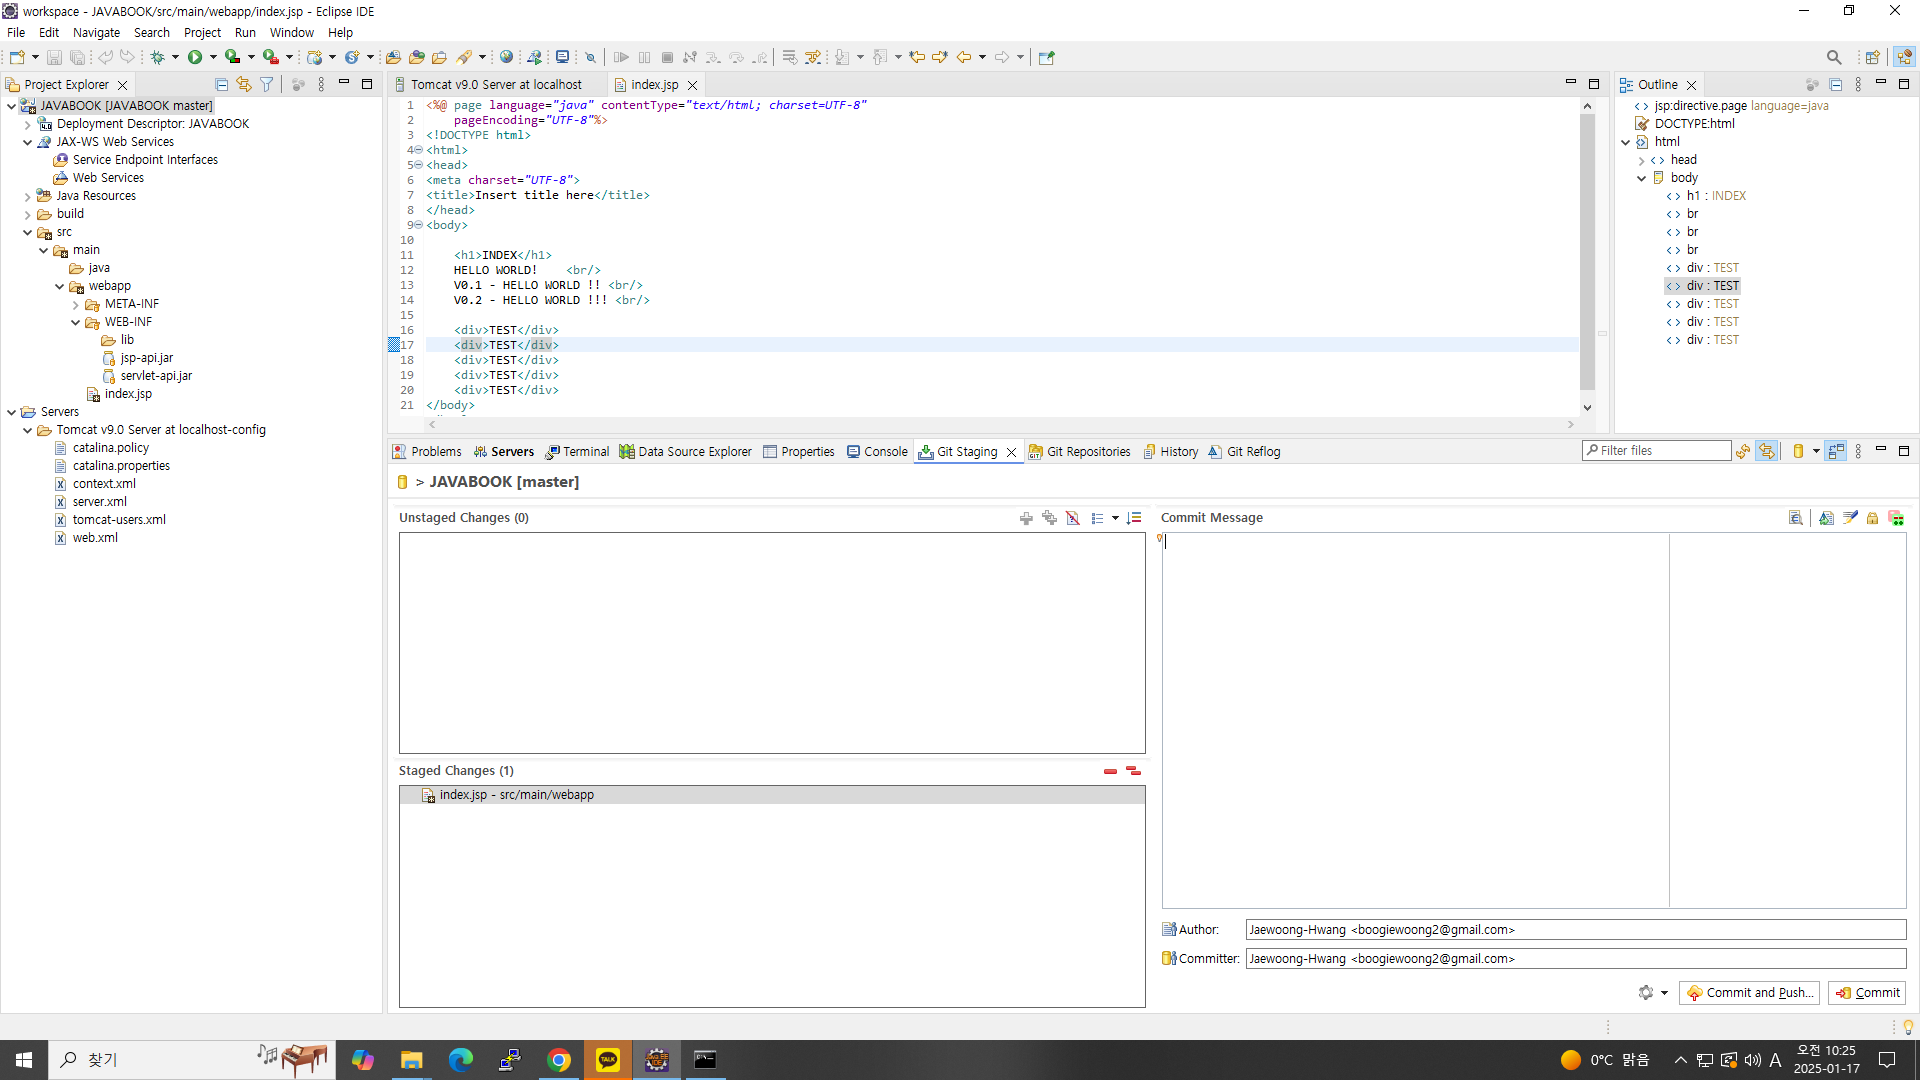 workspace - JAVABOOK/src/main/webapp/index.jsp - Eclipse IDE
File Edit Navigate Search Project Run Window Help
Project Explorer
JAVABOOK [JAVABOOK master]
Deployment Descriptor: JAVABOOK
JAX-WS Web Services
Service Endpoint Interfaces
Web Services
Java Resources
build
src
main
java
webapp
META-INF
WEB-INF
lib
jsp-api.jar
servlet-api.jar
index.jsp
Servers
Tomcat v9.0 Server at localhost-config
catalina.policy
catalina.properties
context.xml
server.xml
tomcat-users.xml
web.xml
Tomcat v9.0 Server at localhost index.jsp
1 <%@ page language="java" contentType="text/html; charset=UTF-8"
2 pageEncoding="UTF-8"%>
3 <!DOCTYPE html>
4 <html>
5 <head>
6 <meta charset="UTF-8">
7 <title>Insert title here</title>
8 </head>
9 <body>
10
11 <h1>INDEX</h1>
12 HELLO WORLD! <br/>
13 V0.1 - HELLO WORLD !! <br/>
14 V0.2 - HELLO WORLD !!! <br/>
15
16 <div>TEST</div>
17 <div>TEST</div>
18 <div>TEST</div>
19 <div>TEST</div>
20 <div>TEST</div>
21 </body>
Outline
jsp:directive.page language=java
DOCTYPE:html
html
head
body
h1 : INDEX
br
br
br
div : TEST
div : TEST
div : TEST
div : TEST
div : TEST
Problems Servers Terminal Data Source Explorer Properties Console Git Staging Git Repositories History Git Reflog Filter files
> JAVABOOK [master]
Unstaged Changes (0)
Staged Changes (1)
index.jsp - src/main/webapp
Commit Message
Author: Jaewoong-Hwang <boogiewoong2@gmail.com>
Committer: Jaewoong-Hwang <boogiewoong2@gmail.com>
Commit and Push... Commit
찾기
TALK
Java EE IDE
0°C 맑음
A
오전 10:25
2025-01-17